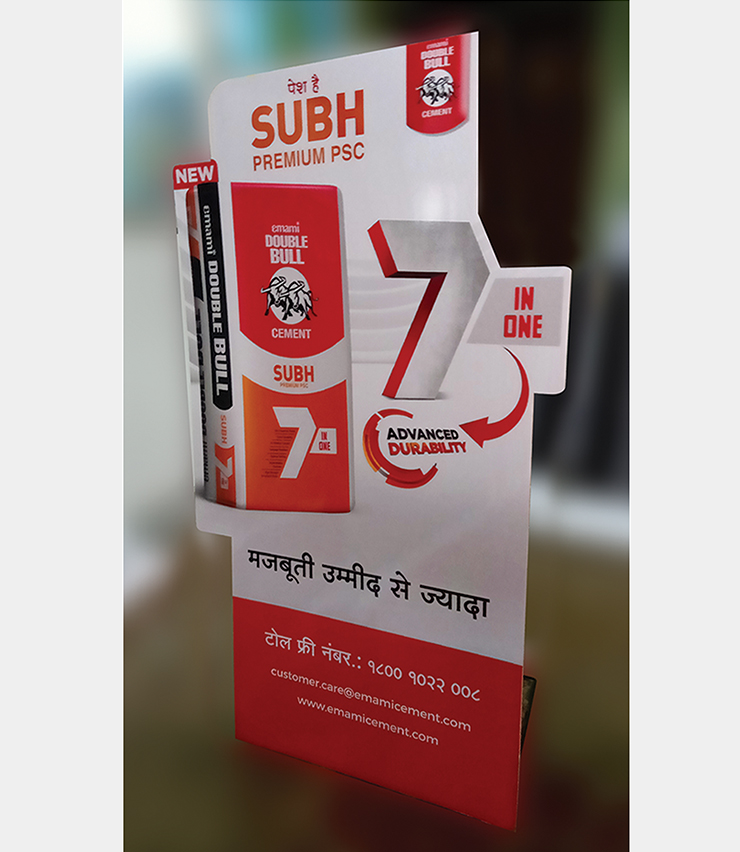 emami
DOUBLE
BULL
CEMENT
पेश है
SUBH
PREMIUM PSC
NEW
emami DOUBLE BULL
SUBH
7
emami
DOUBLE
BULL
CEMENT
SUBH
PREMIUM PSC
7
IN
ONE
7
IN
ONE
ADVANCED
DURABILITY
मजबूती उम्मीद से ज्यादा
टोल फ्री नंबर.: १८०० १०२२ ००८
customer.care@emamicement.com
www.emamicement.com